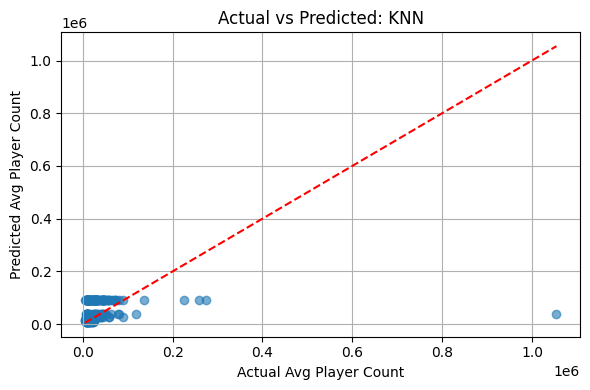 Actual vs Predicted: KNN
1e6
Predicted Avg Player Count
1.0
0.8
0.6
0.4
0.2
0.0
0.0 0.2 0.4 0.6 0.8 1.0
1e6
Actual Avg Player Count